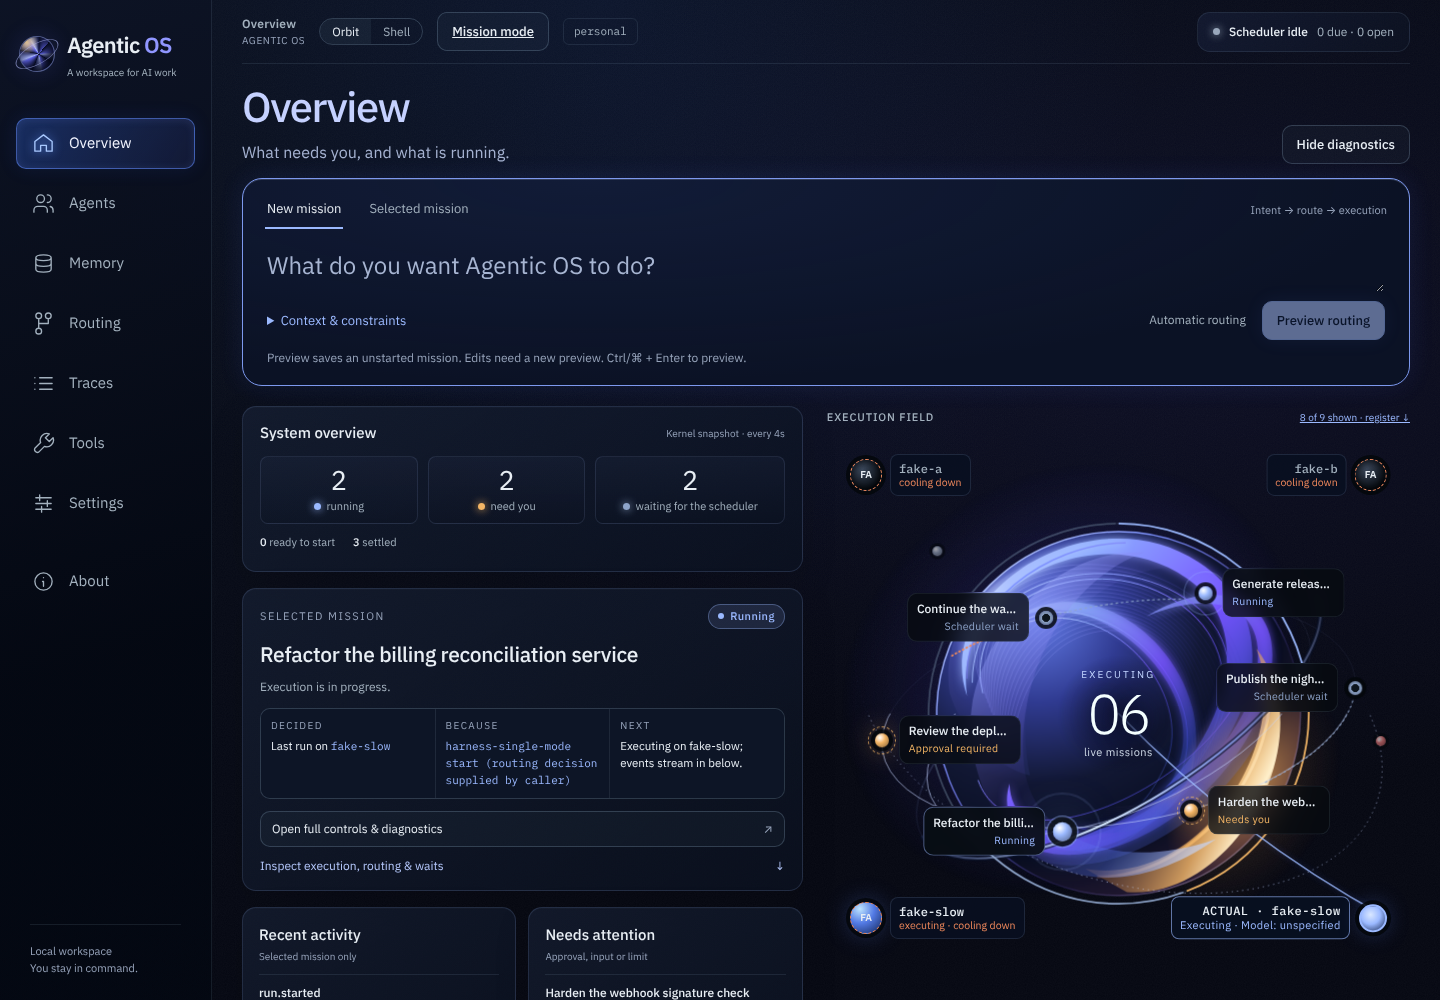 Agentic OS
A workspace for AI work
Overview
Agents
Memory
Routing
Traces
Tools
Settings
About
Local workspace
You stay in command.
Overview
AGENTIC OS
Orbit
Shell
Mission mode
personal
Scheduler idle 0 due · 0 open
Overview
What needs you, and what is running.
Hide diagnostics
New mission
Selected mission
Intent → route → execution
What do you want Agentic OS to do?
▶ Context & constraints
Automatic routing
Preview routing
Preview saves an unstarted mission. Edits need a new preview. Ctrl/⌘ + Enter to preview.
System overview
Kernel snapshot · every 4s
2
running
2
need you
2
waiting for the scheduler
0 ready to start
3 settled
SELECTED MISSION
Running
Refactor the billing reconciliation service
Execution is in progress.
DECIDED
Last run on fake-slow
BECAUSE
harness-single-mode
start (routing decision
supplied by caller)
NEXT
Executing on fake-slow;
events stream in below.
Open full controls & diagnostics ↗
Inspect execution, routing & waits ↓
Recent activity
Selected mission only
run.started
Needs attention
Approval, input or limit
Harden the webhook signature check
EXECUTION FIELD
8 of 9 shown · register ↓
FA
fake-a
cooling down
fake-b
cooling down
FA
Generate releas...
Running
Continue the wa...
Scheduler wait
EXECUTING
06
live missions
Publish the nigh...
Scheduler wait
Review the depl...
Approval required
Harden the web...
Needs you
Refactor the billi...
Running
FA
fake-slow
executing · cooling down
ACTUAL · fake-slow
Executing · Model: unspecified